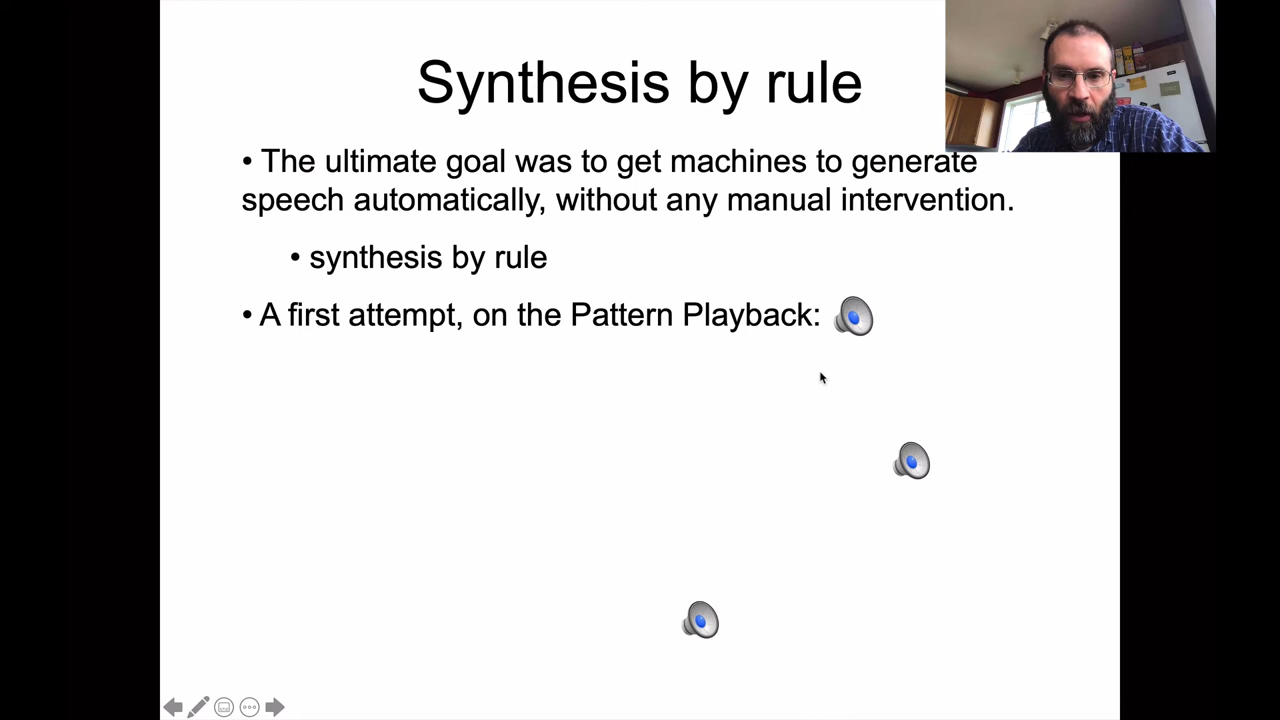 Synthesis by rule
• The ultimate goal was to get machines to generate
speech automatically, without any manual intervention.
• synthesis by rule
• A first attempt, on the Pattern Playback: